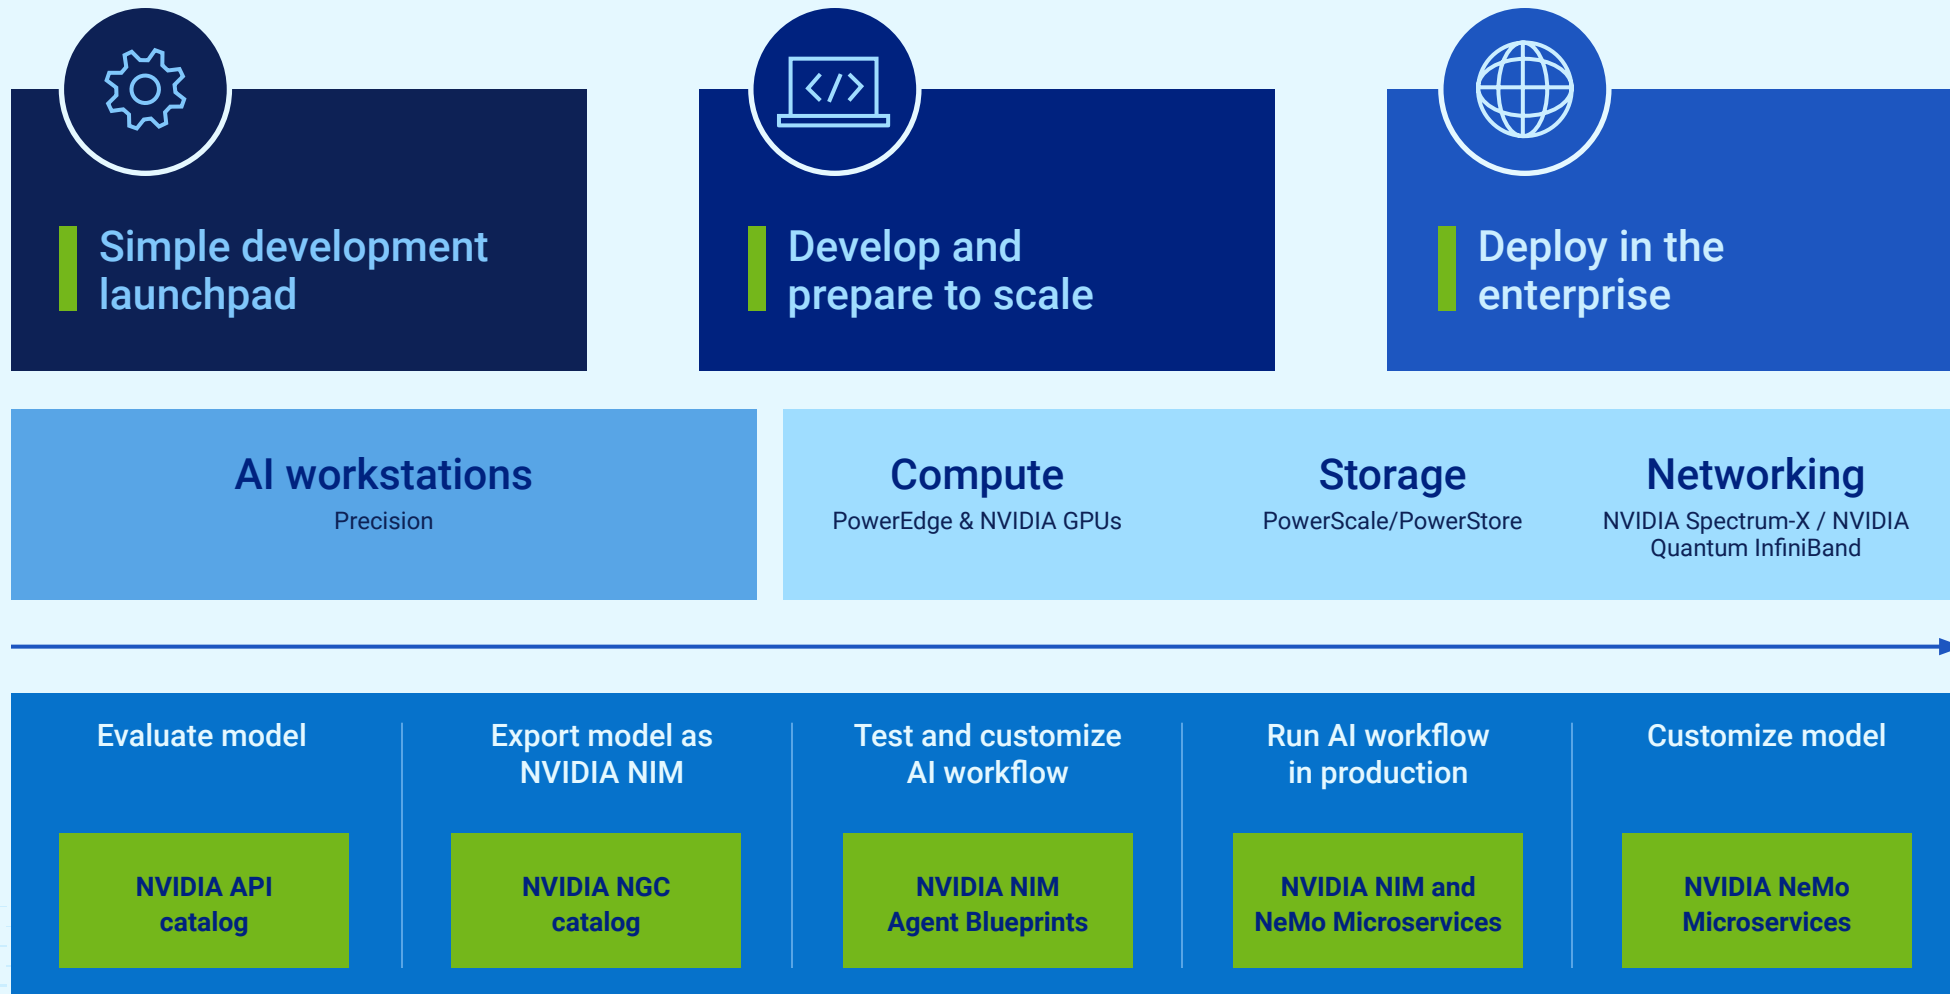 Simple development
launchpad
Develop and
prepare to scale
Deploy in the
enterprise
AI workstations
Precision
Compute
PowerEdge & NVIDIA GPUs
Storage
PowerScale/PowerStore
Networking
NVIDIA Spectrum-X / NVIDIA
Quantum InfiniBand
Evaluate model
NVIDIA API
catalog
Export model as
NVIDIA NIM
NVIDIA NGC
catalog
Test and customize
AI workflow
NVIDIA NIM
Agent Blueprints
Run AI workflow
in production
NVIDIA NIM and
NeMo Microservices
Customize model
NVIDIA NeMo
Microservices